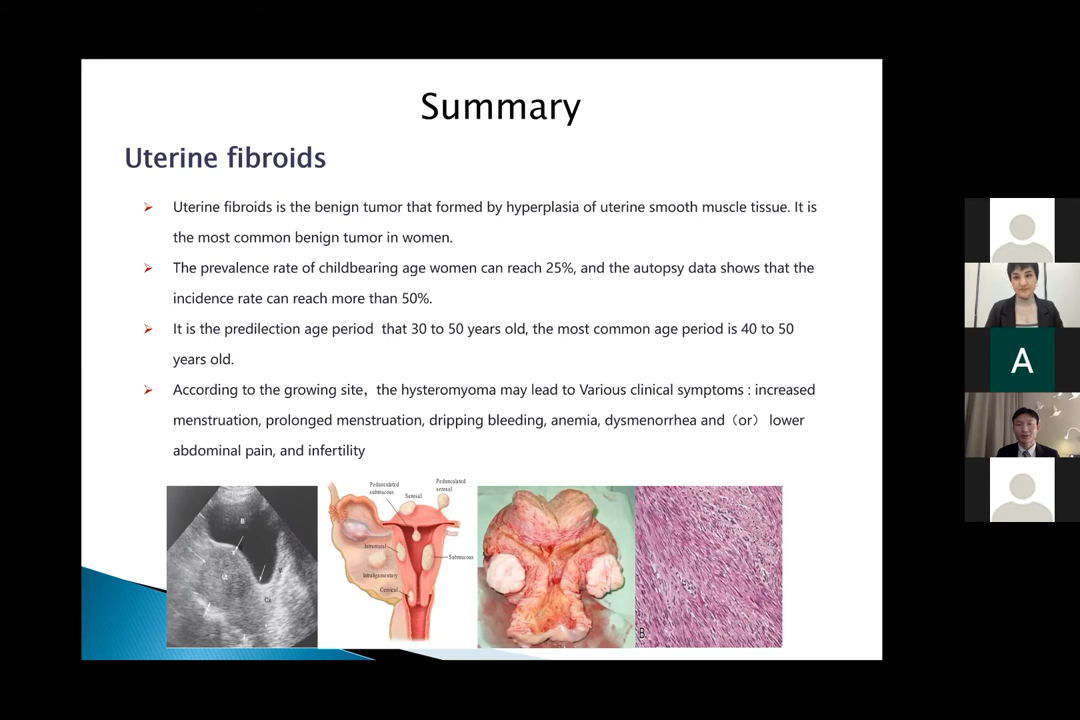 Summary
Uterine fibroids
Uterine fibroids is the benign tumor that formed by hyperplasia of uterine smooth muscle tissue. It is
the most common benign tumor in women.
The prevalence rate of childbearing age women can reach 25%, and the autopsy data shows that the
incidence rate can reach more than 50%.
It is the predilection age period that 30 to 50 years old, the most common age period is 40 to 50
years old.
According to the growing site，the hysteromyoma may lead to Various clinical symptoms : increased
menstruation, prolonged menstruation, dripping bleeding, anemia, dysmenorrhea and（or） lower
abdominal pain, and infertility
B
Cx
Pedunculated
submucous
Serosal
Pedunculated
serosal
Intramural
Submucous
Intraligamentary
Cervical
B
A